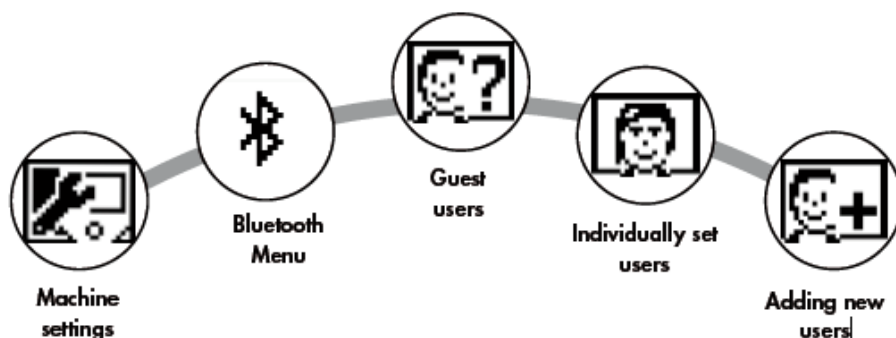 Machine
settings
Bluetooth
Menu
?
Guest
users
Individually set
users
+
Adding new
users